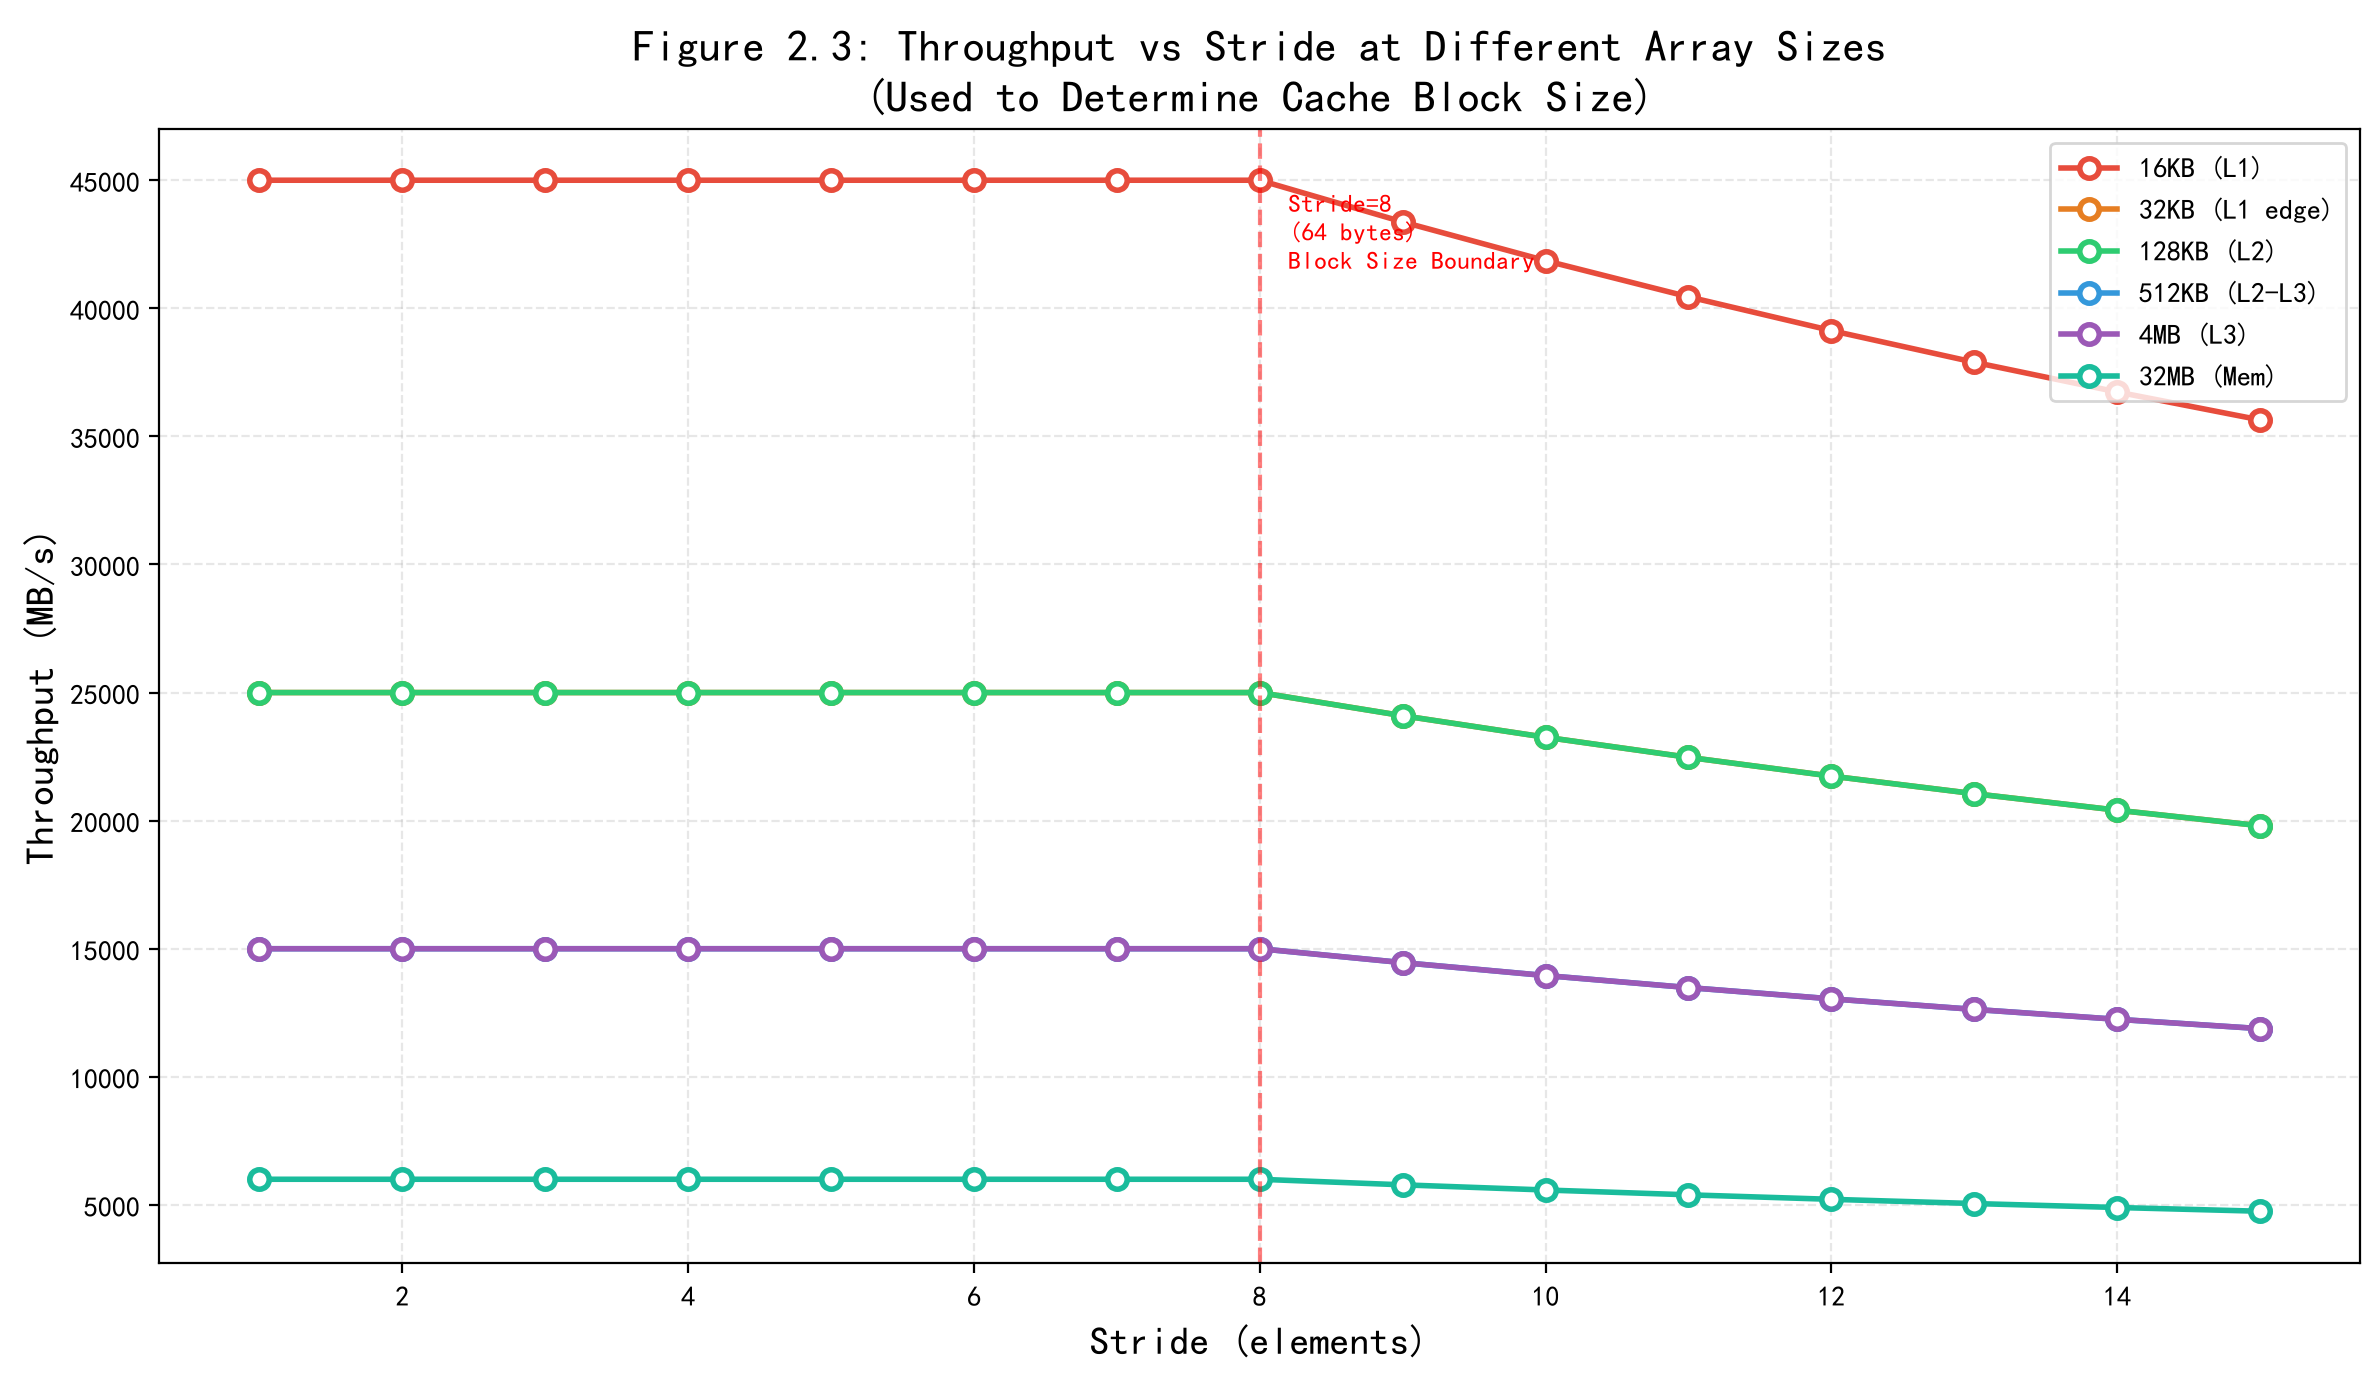 Figure 2.3: Throughput vs Stride at Different Array Sizes
(Used to Determine Cache Block Size)
Throughput (MB/s)
45000
40000
35000
30000
25000
20000
15000
10000
5000
Stride=8
(64 bytes)
Block Size Boundary
16KB (L1)
32KB (L1 edge)
128KB (L2)
512KB (L2-L3)
4MB (L3)
32MB (Mem)
2 4 6 8 10 12 14
Stride (elements)